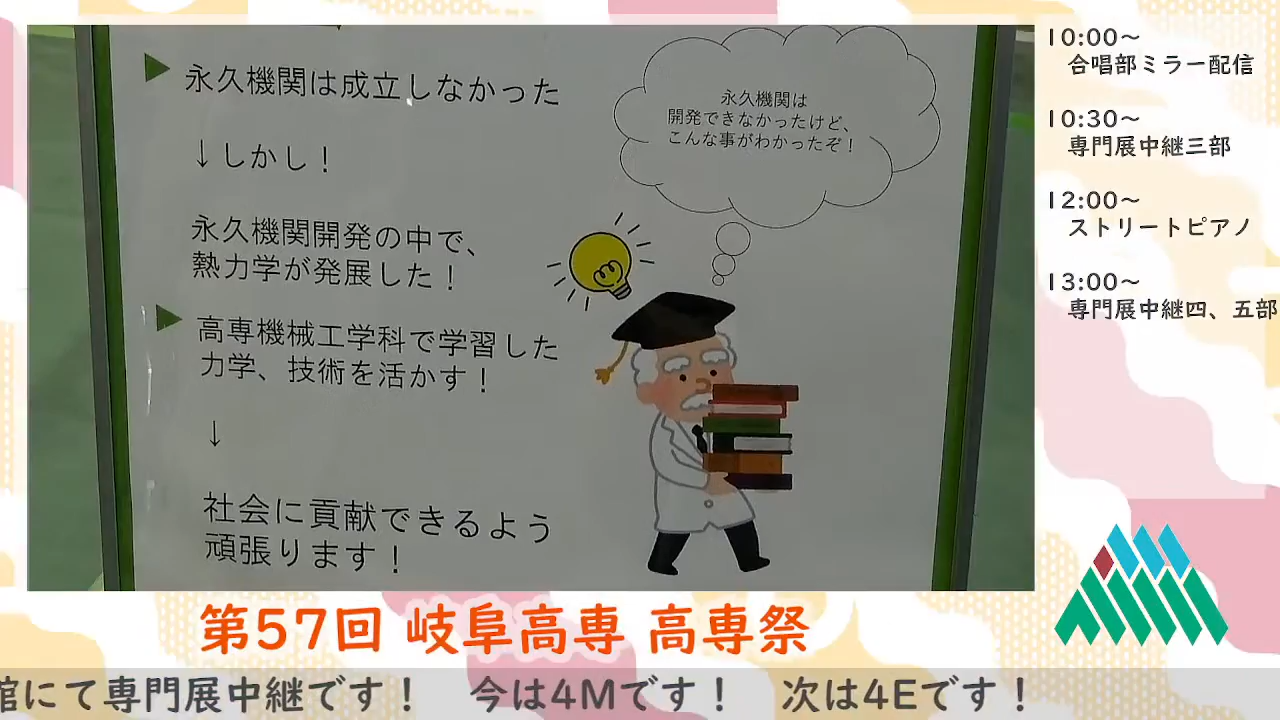 永久機関は成立しなかった
↓しかし！
永久機関開発の中で、
熱力学が発展した！
高専機械工学科で学習した
力学、技術を活かす！
↓
社会に貢献できるよう
頑張ります！
永久機関は
開発できなかったけど、
こんな事がわかったぞ！
10:00～
合唱部ミラー配信
10:30～
専門展中継三部
12:00～
ストリートピアノ
13:00～
専門展中継四、五部
第57回 岐阜高専 高専祭
館にて専門展中継です！ 今は4Mです！ 次は4Eです！